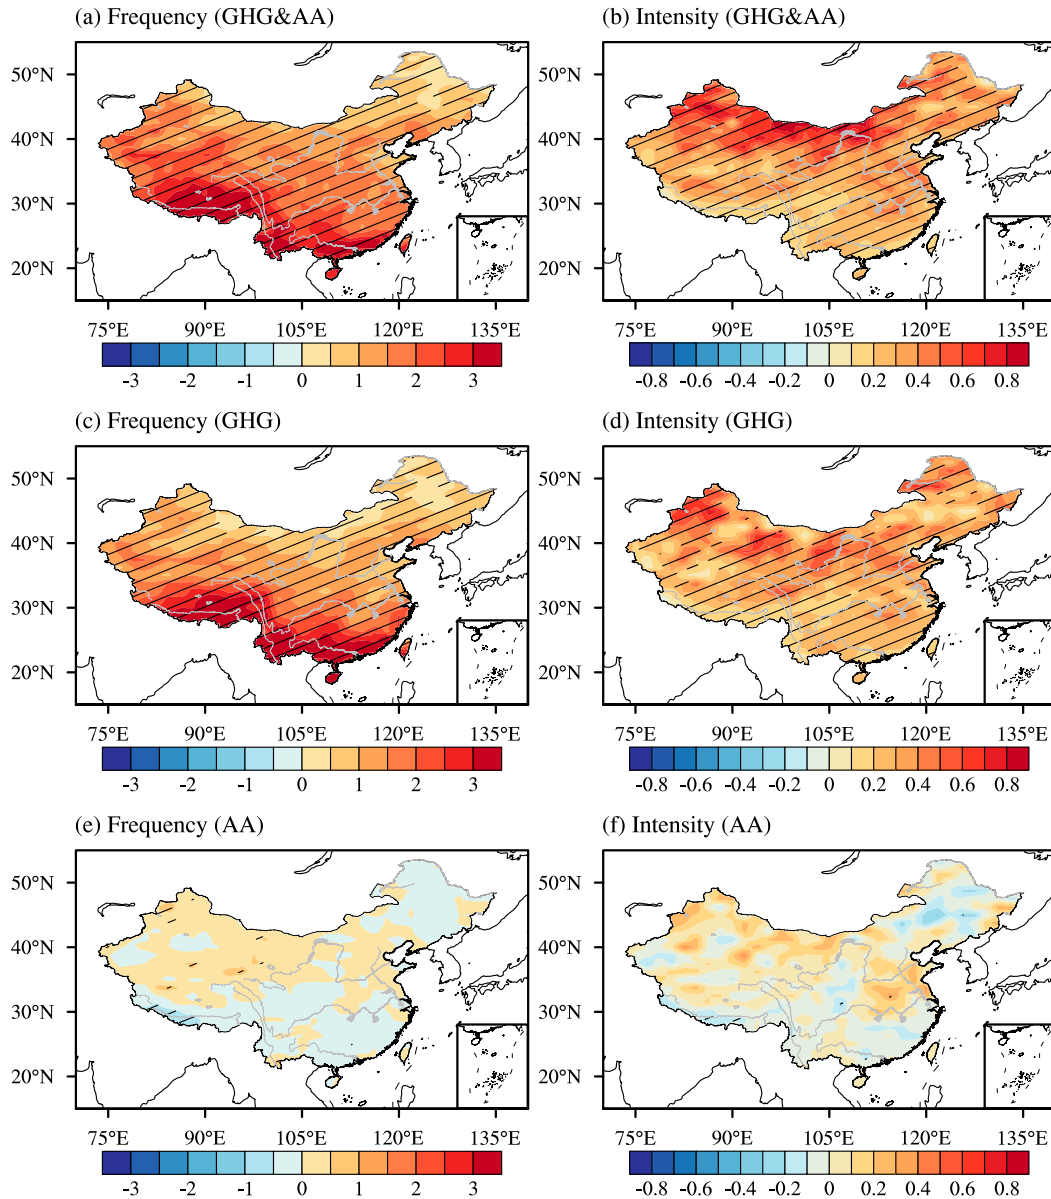 (a) Frequency (GHG&AA)
(b) Intensity (GHG&AA)
50°N
40°N
30°N
20°N
50°N
40°N
30°N
20°N
75°E 90°E 105°E 120°E 135°E
75°E 90°E 105°E 120°E 135°E
-3 -2 -1 0 1 2 3
-0.8 -0.6 -0.4 -0.2 0 0.2 0.4 0.6 0.8
(c) Frequency (GHG)
(d) Intensity (GHG)
50°N
40°N
30°N
20°N
50°N
40°N
30°N
20°N
75°E 90°E 105°E 120°E 135°E
75°E 90°E 105°E 120°E 135°E
-3 -2 -1 0 1 2 3
-0.8 -0.6 -0.4 -0.2 0 0.2 0.4 0.6 0.8
(e) Frequency (AA)
(f) Intensity (AA)
50°N
40°N
30°N
20°N
50°N
40°N
30°N
20°N
75°E 90°E 105°E 120°E 135°E
75°E 90°E 105°E 120°E 135°E
-3 -2 -1 0 1 2 3
-0.8 -0.6 -0.4 -0.2 0 0.2 0.4 0.6 0.8